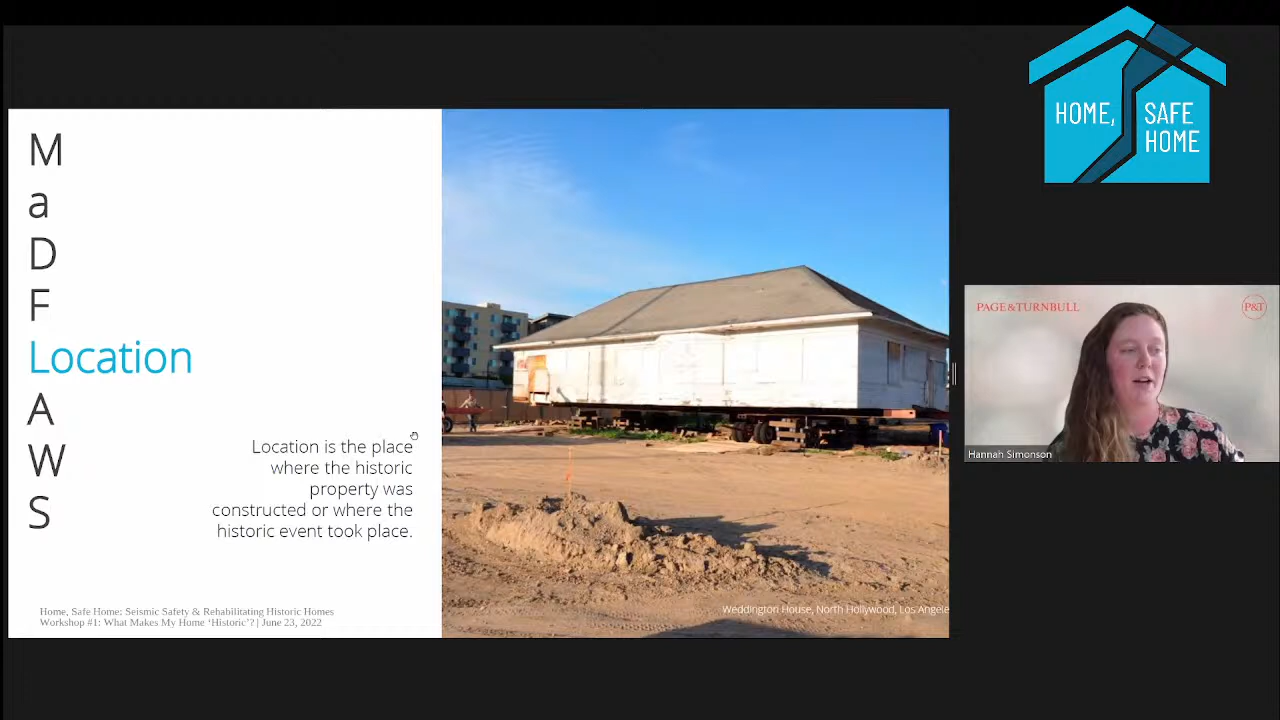 M
a
D
F
Location
A
W
S
Location is the place
where the historic
property was
constructed or where the
historic event took place.
Home, Safe Home: Seismic Safety & Rehabilitating Historic Homes
Workshop #1: What Makes My Home ‘Historic’? | June 23, 2022
Weddington House, North Hollywood, Los Angele
HOME, SAFE
HOME
PAGE&TURNBULL
P&T
Hannah Simonson